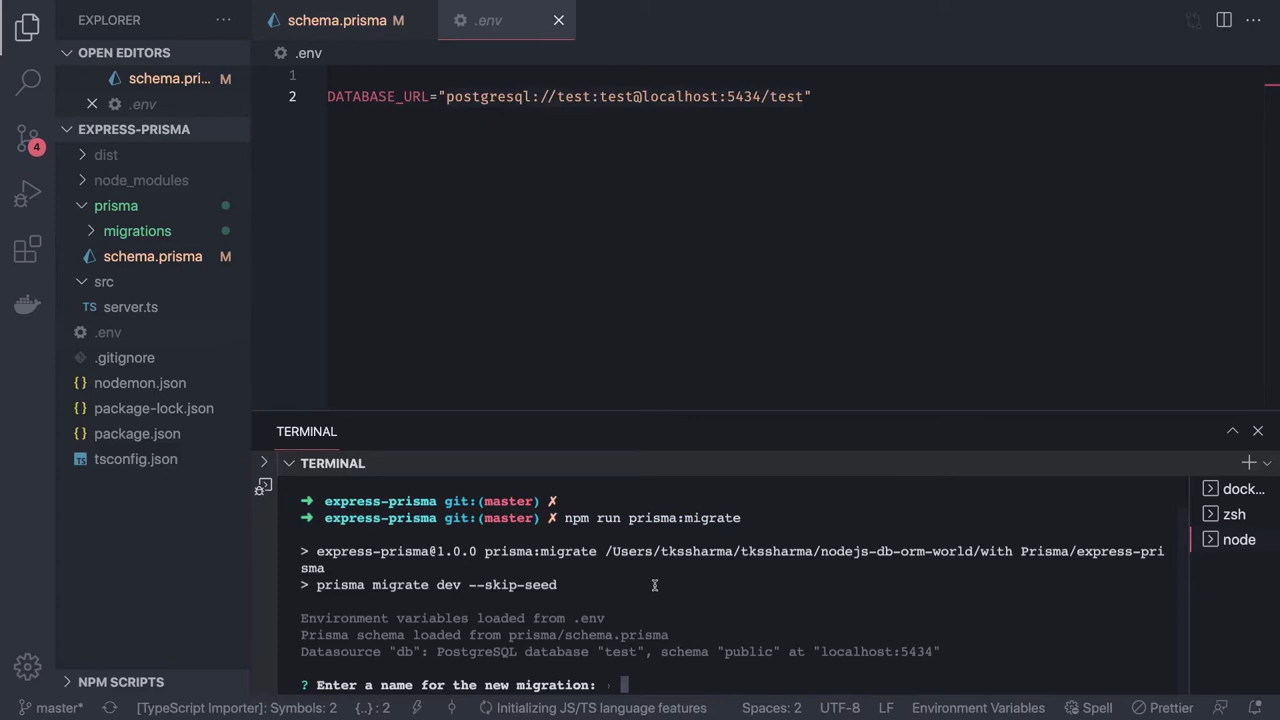 EXPLORER
schema.prisma M
.env
OPEN EDITORS
schema.pri... M
.env
EXPRESS-PRISMA
dist
node_modules
prisma
migrations
schema.prisma M
src
TS server.ts
.env
.gitignore
{} nodemon.json
{} package-lock.json
{} package.json
TS tsconfig.json
NPM SCRIPTS
4
.env
1
2 DATABASE_URL="postgresql://test:test@localhost:5434/test"
TERMINAL
TERMINAL
➜ express-prisma git:(master) ✗
➜ express-prisma git:(master) ✗ npm run prisma:migrate
> express-prisma@1.0.0 prisma:migrate /Users/tkssharma/tkssharma/nodejs-db-orm-world/with Prisma/express-pri
sma
> prisma migrate dev --skip-seed
Environment variables loaded from .env
Prisma schema loaded from prisma/schema.prisma
Datasource "db": PostgreSQL database "test", schema "public" at "localhost:5434"
? Enter a name for the new migration: ›
dock...
zsh
node
master* [TypeScript Importer]: Symbols: 2 {..}: 2 Initializing JS/TS language features Spaces: 2 UTF-8 LF Environment Variables Spell Prettier